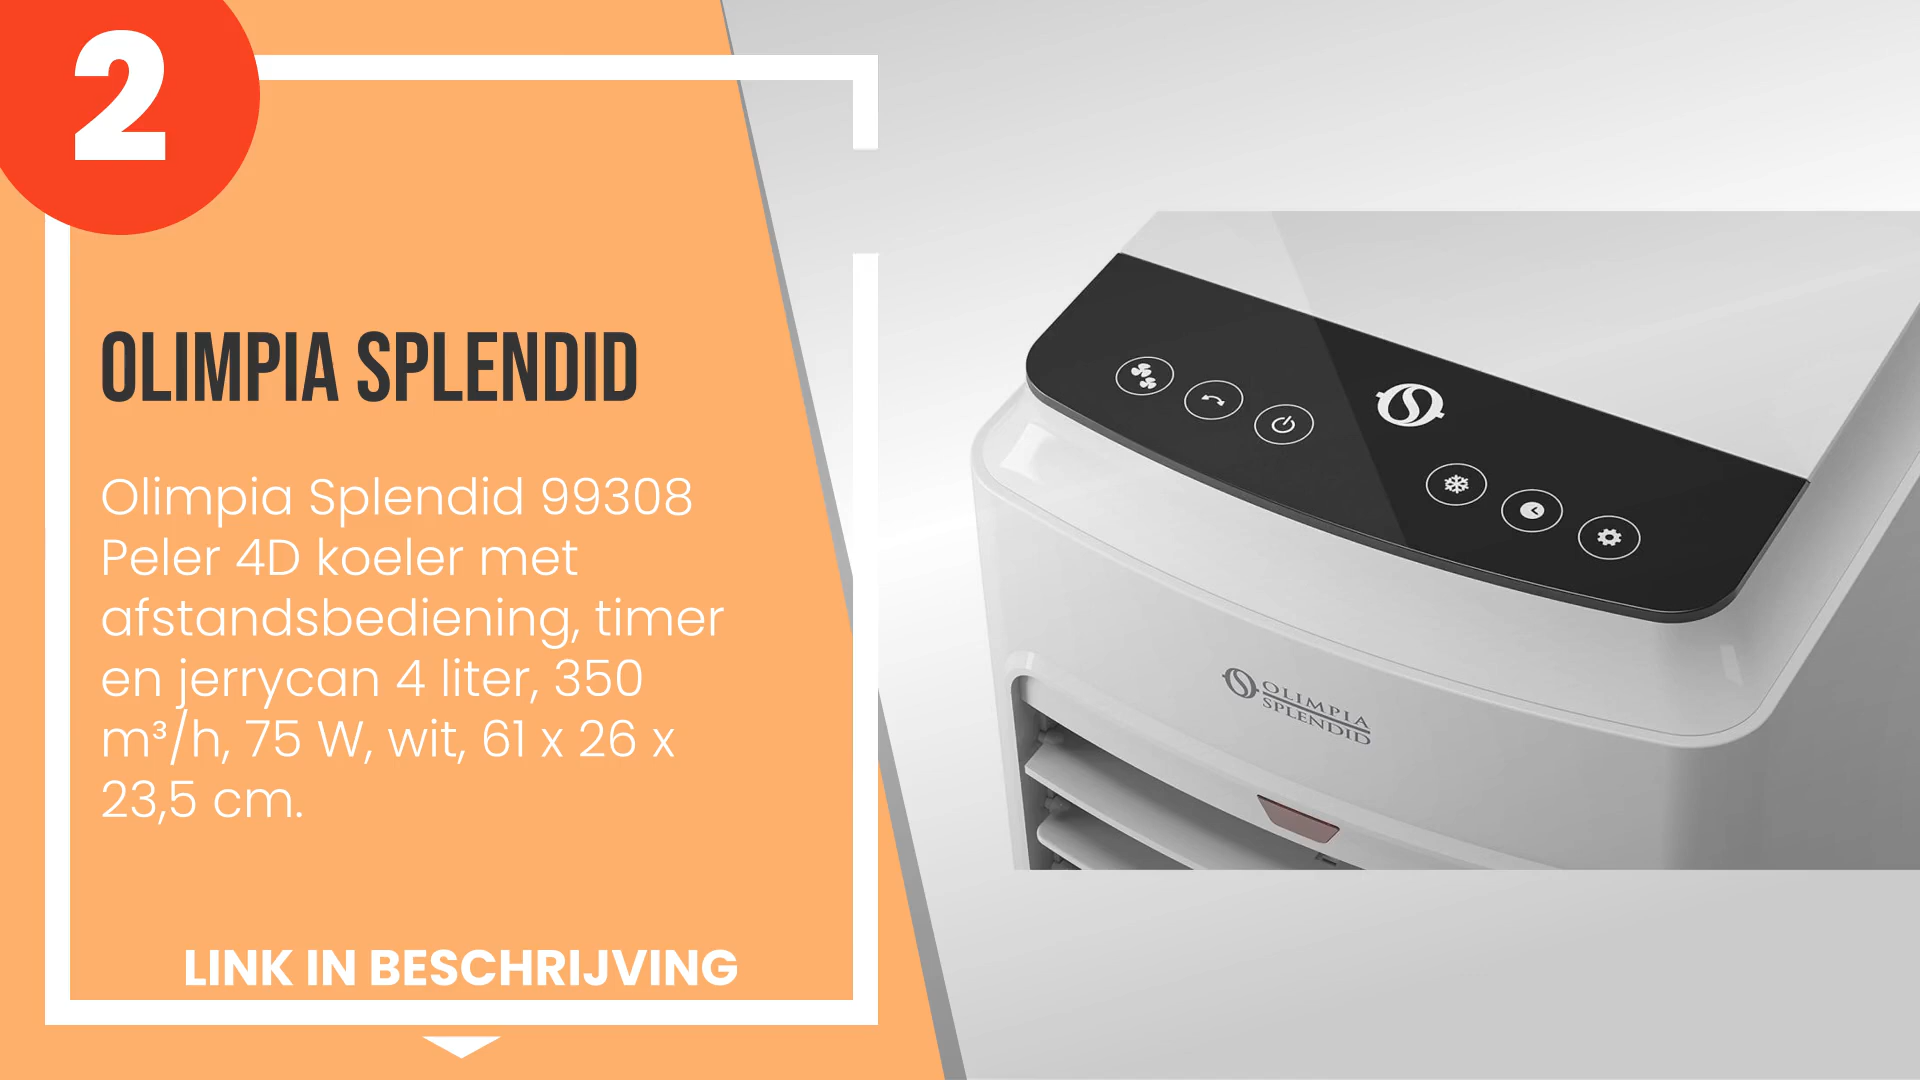 2
OLIMPIA SPLENDID
Olimpia Splendid 99308
Peler 4D koeler met
afstandsbediening, timer
en jerrycan 4 liter, 350
m³/h, 75 W, wit, 61 x 26 x
23,5 cm.
LINK IN BESCHRIJVING
OLIMPIA
SPLENDID